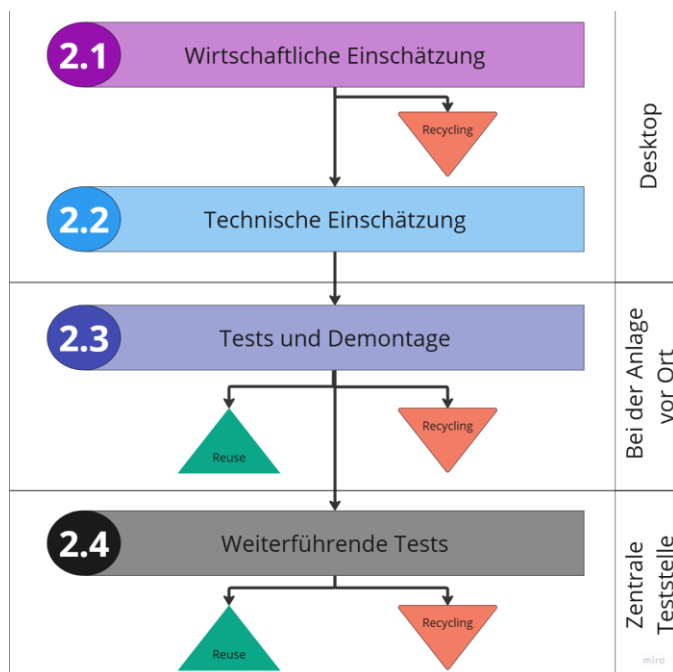 2.1
Wirtschaftliche Einschätzung
Recycling
Desktop
2.2
Technische Einschätzung
2.3
Tests und Demontage
Reuse
Recycling
Bei der Anlage
vor Ort
2.4
Weiterführende Tests
Reuse
Recycling
Zentrale
Teststelle
miro